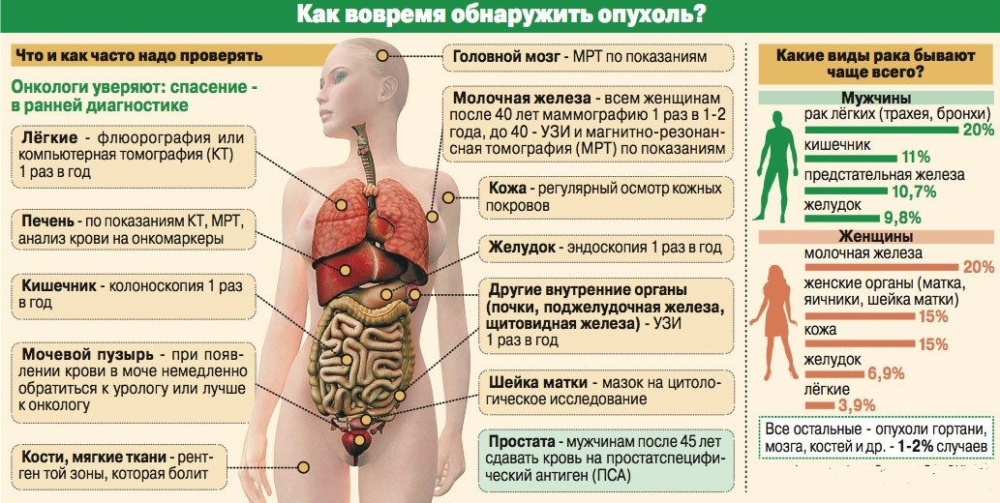 Как вовремя обнаружить опухоль?
Что и как часто надо проверять
Онкологи уверяют: спасение -
в ранней диагностике
Лёгкие - флюорография или
компьютерная томография (КТ)
1 раз в год
Печень - по показаниям КТ, МРТ,
анализ крови на онкомаркеры
Кишечник - колоноскопия 1 раз
в год
Мочевой пузырь - при появ-
лении крови в моче немедленно
обратиться к урологу или лучше
к онкологу
Кости, мягкие ткани - рент-
ген той зоны, которая болит
Головной мозг - МРТ по показаниям
Молочная железа - всем женщинам
после 40 лет маммографию 1 раз в 1-2
года, до 40 - УЗИ и магнитно-резонан-
сная томография (МРТ) по показаниям
Кожа - регулярный осмотр кожных
покровов
Желудок - эндоскопия 1 раз в год
Другие внутренние органы
(почки, поджелудочная железа,
щитовидная железа) - УЗИ
1 раз в год
Шейка матки - мазок на цитоло-
гическое исследование
Простата - мужчинам после 45 лет
сдавать кровь на простатспецифи-
ческий антиген (ПСА)
Какие виды рака бывают
чаще всего?
Мужчины
рак лёгких (трахея, бронхи)
20%
кишечник
11%
предстательная железа
10,7%
желудок
9,8%
Женщины
молочная железа
20%
женские органы (матка,
яичники, шейка матки)
15%
кожа
15%
желудок
6,9%
лёгкие
3,9%
Все остальные - опухоли гортани,
мозга, костей и др. - 1-2% случаев